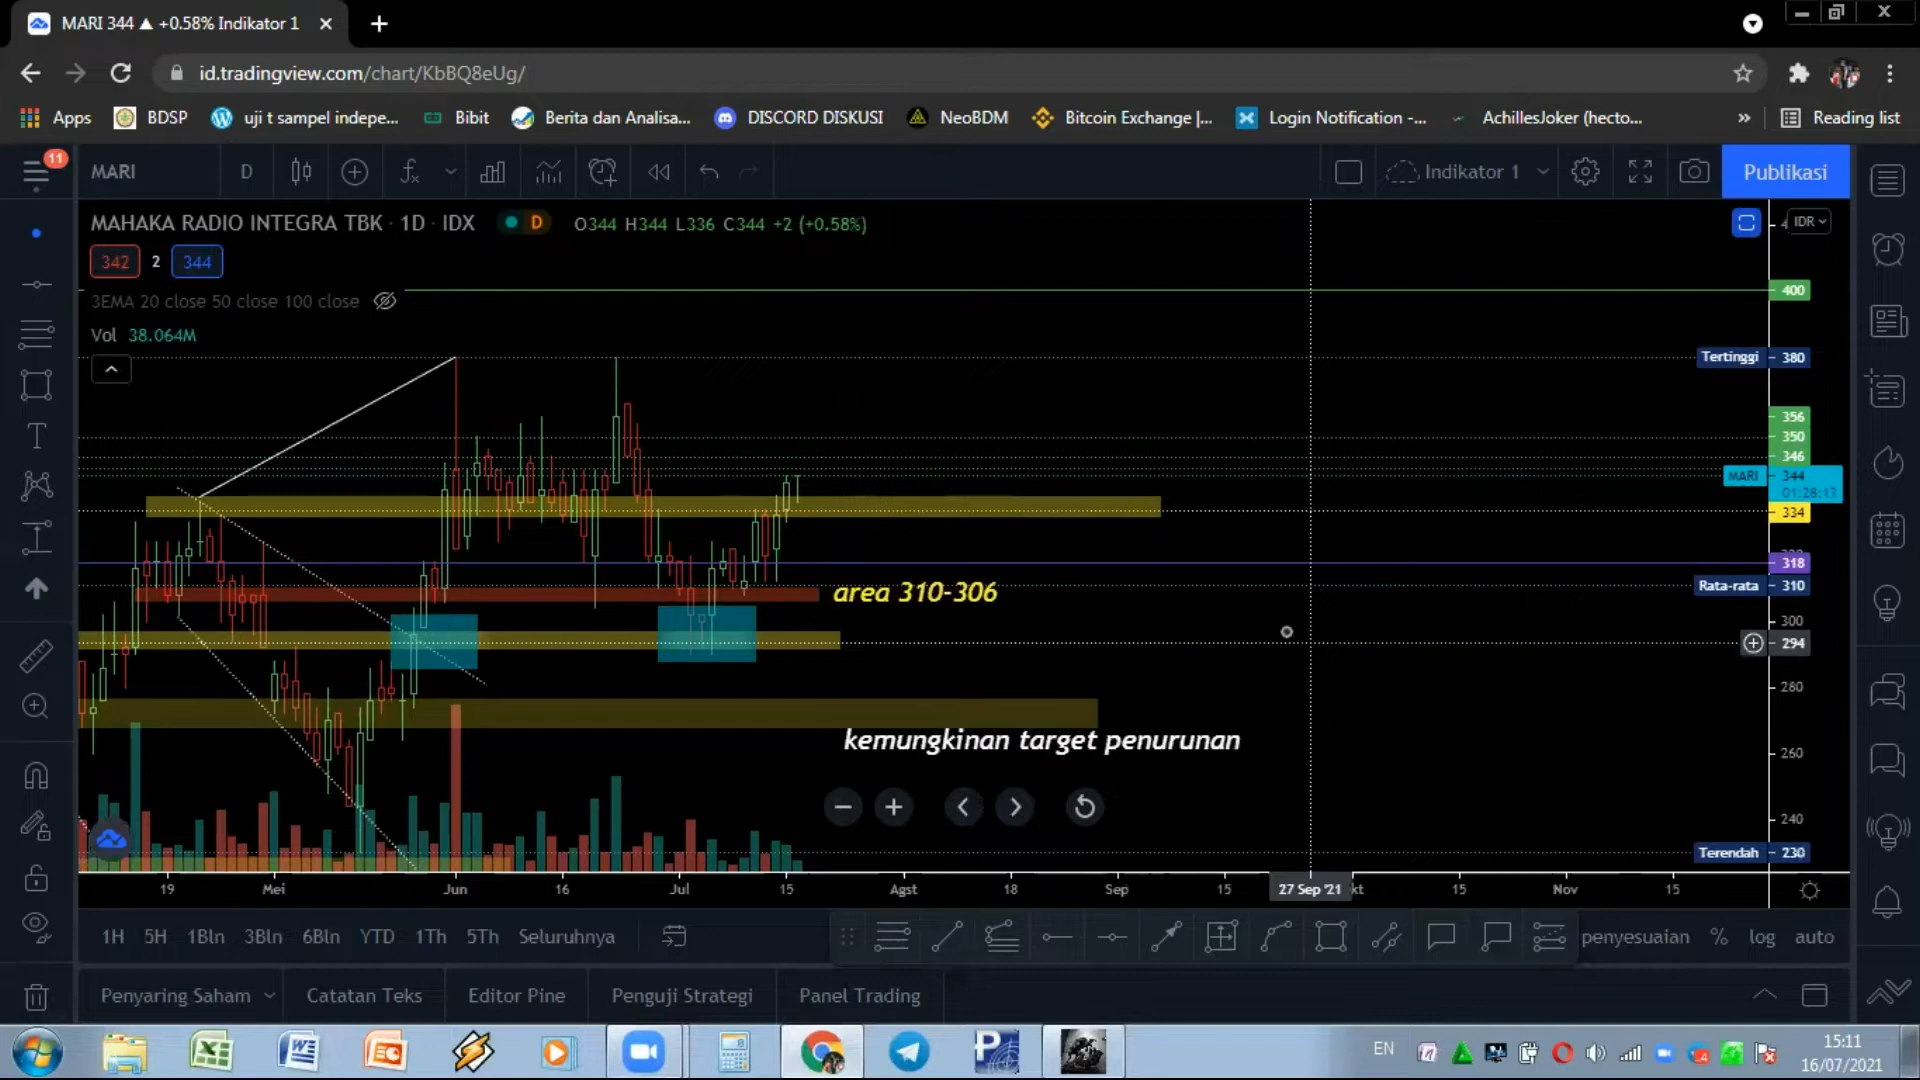 MARI 344 ▲ +0.58% Indikator 1
id.tradingview.com/chart/KbBQ8eUg/
Apps BDSP uji t sampel indepe... Bibit Berita dan Analisa... DISCORD DISKUSI NeoBDM Bitcoin Exchange |... Login Notification -... AchillesJoker (hecto... » Reading list
11
MARI D Indikator 1 Publikasi
MAHAKA RADIO INTEGRA TBK · 1D · IDX D O344 H344 L336 C344 +2 (+0.58%)
IDR
342 2 344
3EMA 20 close 50 close 100 close
400
Vol 38.064M
Tertinggi 380
356
350
346
MARI 344
01:28:13
334
318
Rata-rata 310
area 310-306
300
294
280
kemungkinan target penurunan
260
240
Terendah 230
19 Mei Jun 16 Jul 15 Agst 18 Sep 15 27 Sep '21 kt 15 Nov 15
1H 5H 1Bln 3Bln 6Bln YTD 1Th 5Th Seluruhnya penyesuaian % log auto
Penyaring Saham Catatan Teks Editor Pine Penguji Strategi Panel Trading
EN
15:11
16/07/2021